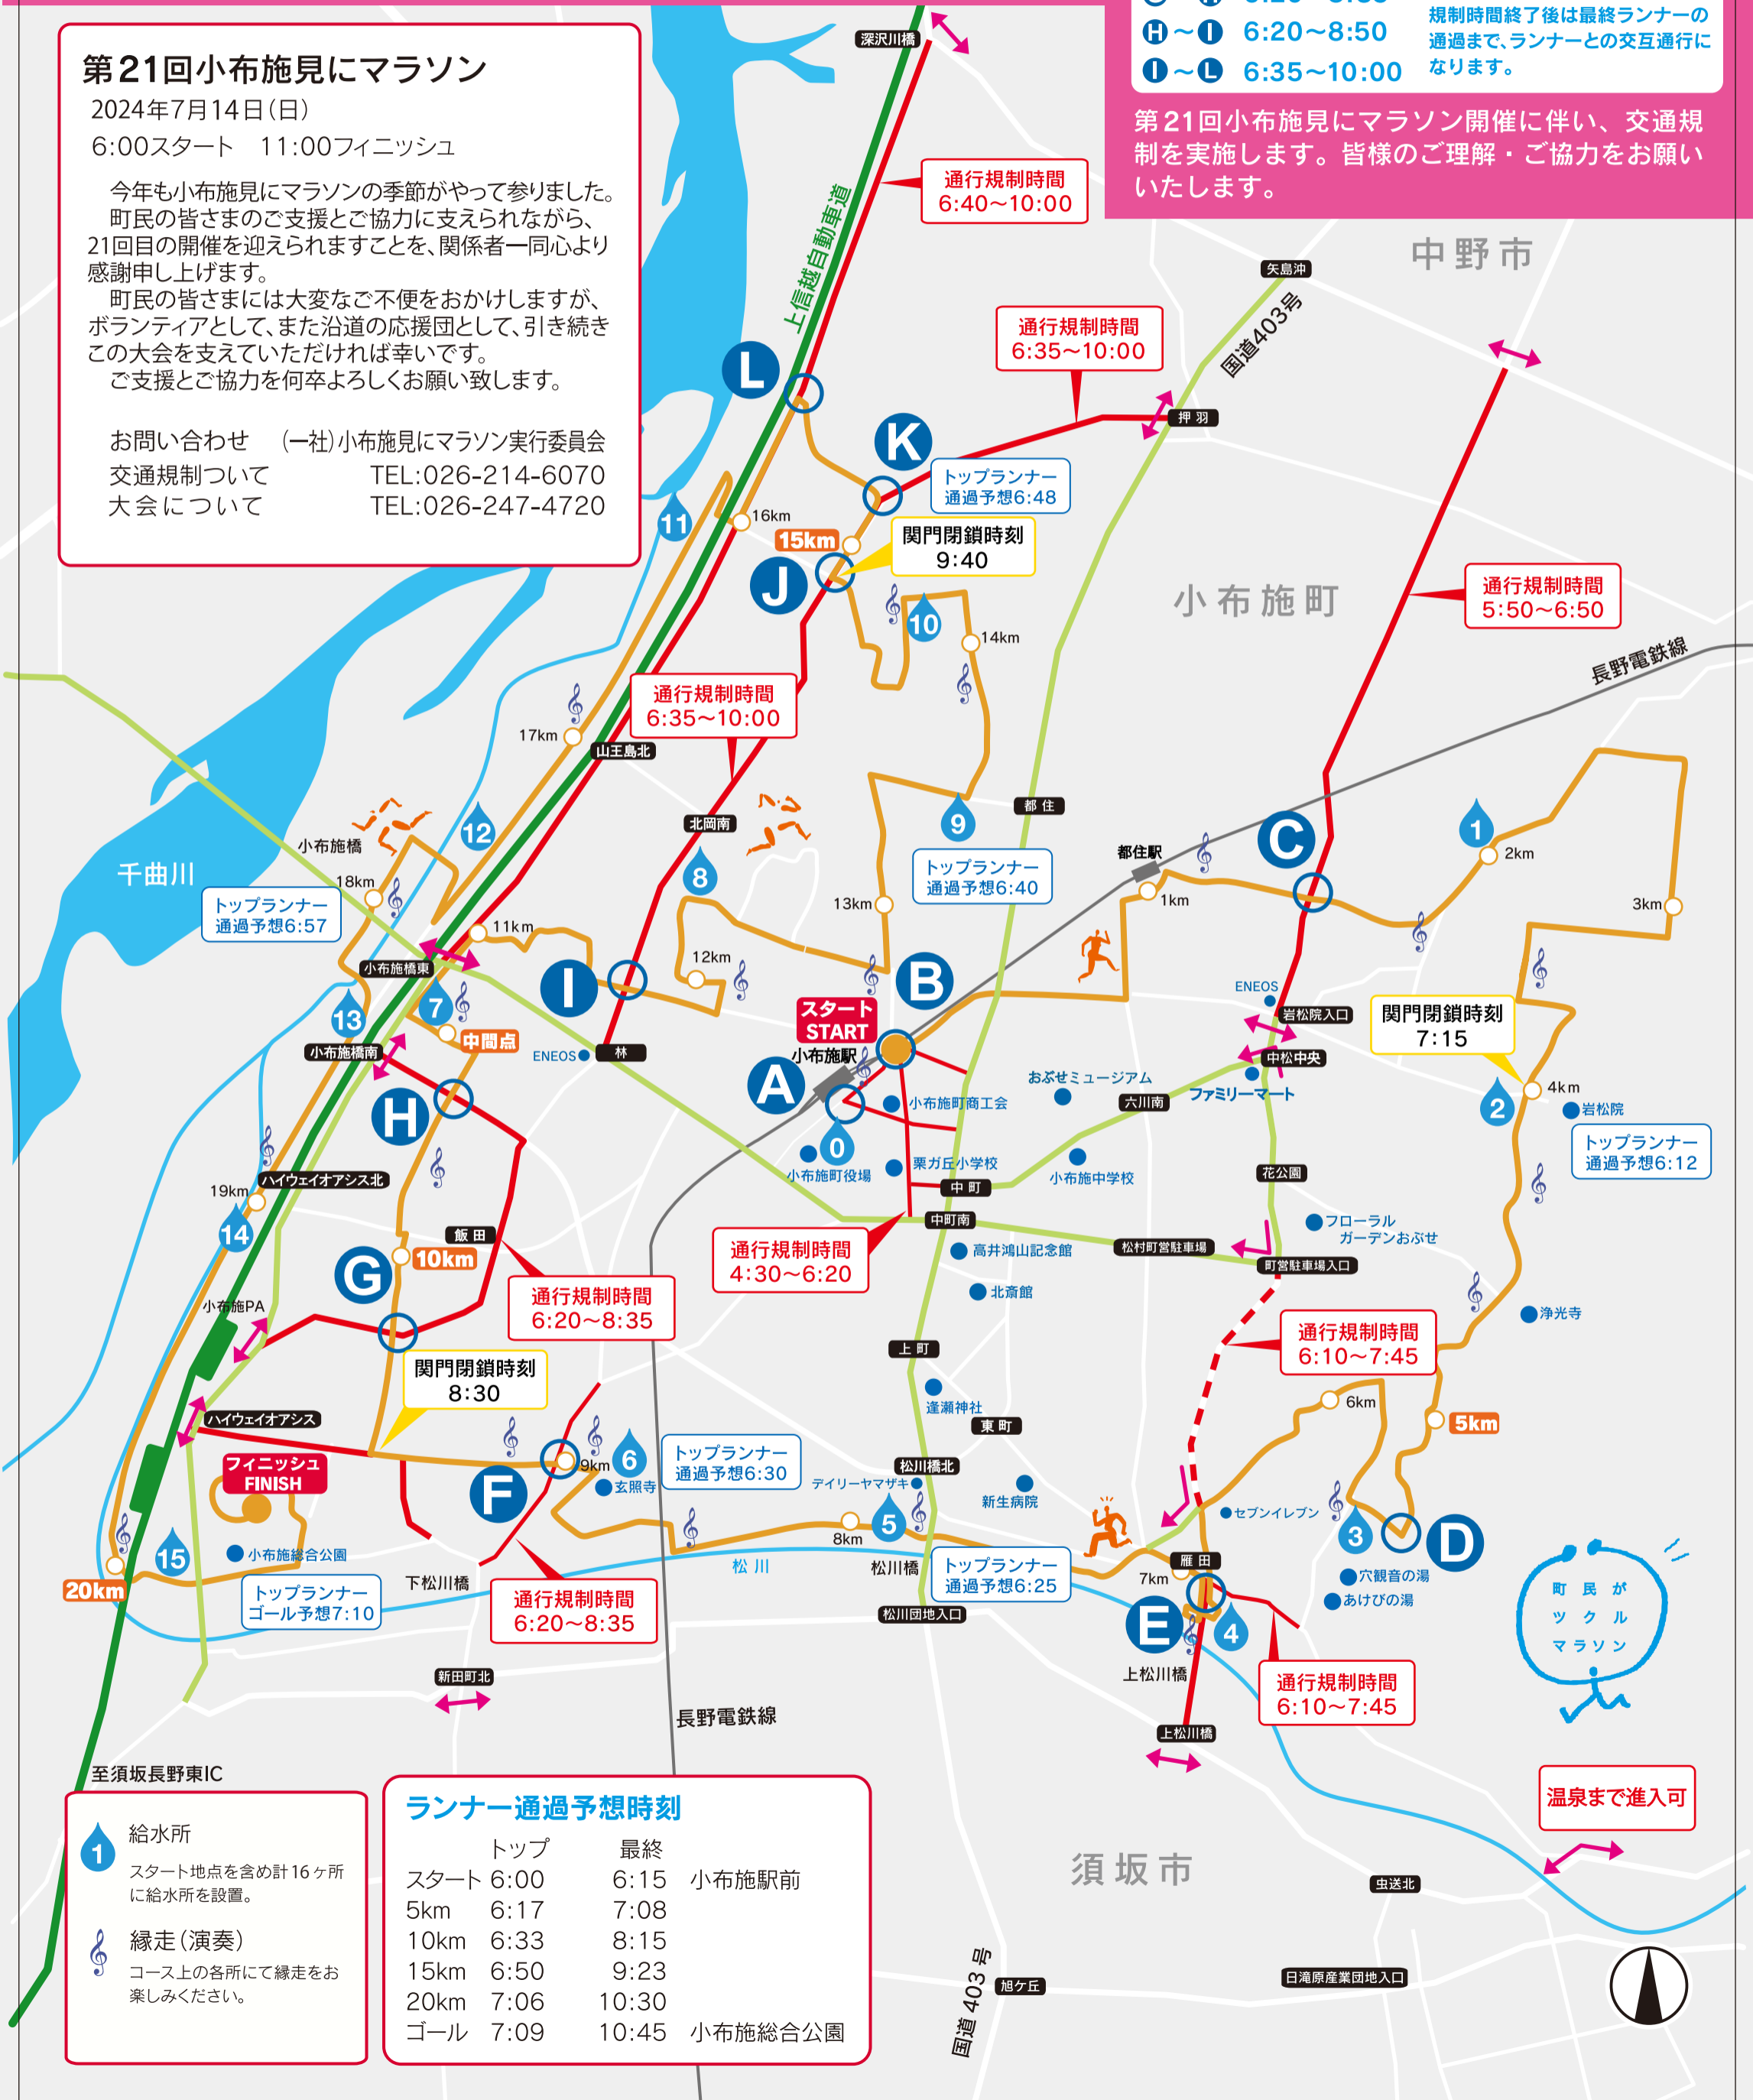 H～I 6:20～8:50
I～L 6:35～10:00
規制時間終了後は最終ランナーの
通過まで、ランナーとの交互通行に
なります。
第21回小布施見にマラソン開催に伴い、交通規
制を実施します。皆様のご理解・ご協力をお願い
いたします。
第21回小布施見にマラソン
2024年7月14日（日）
6:00スタート　11:00フィニッシュ
今年も小布施見にマラソンの季節がやって参りました。
町民の皆さまのご支援とご協力に支えられながら、
21回目の開催を迎えられますことを、関係者一同心より
感謝申し上げます。
町民の皆さまには大変なご不便をおかけしますが、
ボランティアとして、また沿道の応援団として、引き続き
この大会を支えていただければ幸いです。
ご支援とご協力を何卒よろしくお願い致します。
お問い合わせ　（一社）小布施見にマラソン実行委員会
交通規制ついて　TEL:026-214-6070
大会について　TEL:026-247-4720
深沢川橋
通行規制時間
6:40～10:00
上信越自動車道
中野市
矢島沖
国道403号
通行規制時間
6:35～10:00
押羽
L
K
トップランナー
通過予想6:48
11
16km
15km
関門閉鎖時刻
9:40
J
10
14km
小布施町
通行規制時間
5:50～6:50
長野電鉄線
通行規制時間
6:35～10:00
17km
山王島北
北岡南
都住
9
トップランナー
通過予想6:40
都住駅
C
1
2km
小布施橋
12
千曲川
18km
トップランナー
通過予想6:57
8
13km
1km
3km
11km
小布施橋東
12km
I
B
スタート
START
小布施駅
ENEOS
岩松院入口
関門閉鎖時刻
7:15
13
7
中間点
小布施橋南
ENEOS
林
中松中央
ファミリーマート
4km
2
岩松院
トップランナー
通過予想6:12
A
H
0
小布施町商工会
小布施町役場
栗ガ丘小学校
おぶせミュージアム
六川南
小布施中学校
中町
花公園
19km
ハイウェイオアシス北
14
飯田
10km
G
通行規制時間
4:30～6:20
中町南
高井鴻山記念館
北斎館
松村町営駐車場
フローラル
ガーデンおぶせ
町営駐車場入口
浄光寺
小布施PA
通行規制時間
6:20～8:35
通行規制時間
6:10～7:45
上町
関門閉鎖時刻
8:30
逢瀬神社
東町
6km
5km
ハイウェイオアシス
フィニッシュ
FINISH
9km
6
玄照寺
F
トップランナー
通過予想6:30
松川橋北
デイリーヤマザキ
新生病院
セブンイレブン
3
D
8km
5
15
小布施総合公園
20km
トップランナー
ゴール予想7:10
下松川橋
松川
松川橋
トップランナー
通過予想6:25
雁田
7km
穴観音の湯
あけびの湯
町民が
ツクル
マラソン
通行規制時間
6:20～8:35
松川団地入口
E
4
上松川橋
新田町北
通行規制時間
6:10～7:45
長野電鉄線
上松川橋
至須坂長野東IC
温泉まで進入可
1
給水所
スタート地点を含め計16ヶ所
に給水所を設置。
縁走（演奏）
コース上の各所にて縁走をお
楽しみください。
ランナー通過予想時刻
トップ　最終
スタート 6:00 6:15 小布施駅前
5km 6:17 7:08
10km 6:33 8:15
15km 6:50 9:23
20km 7:06 10:30
ゴール 7:09 10:45 小布施総合公園
須坂市
虫送北
国道403号
旭ケ丘
日滝原産業団地入口